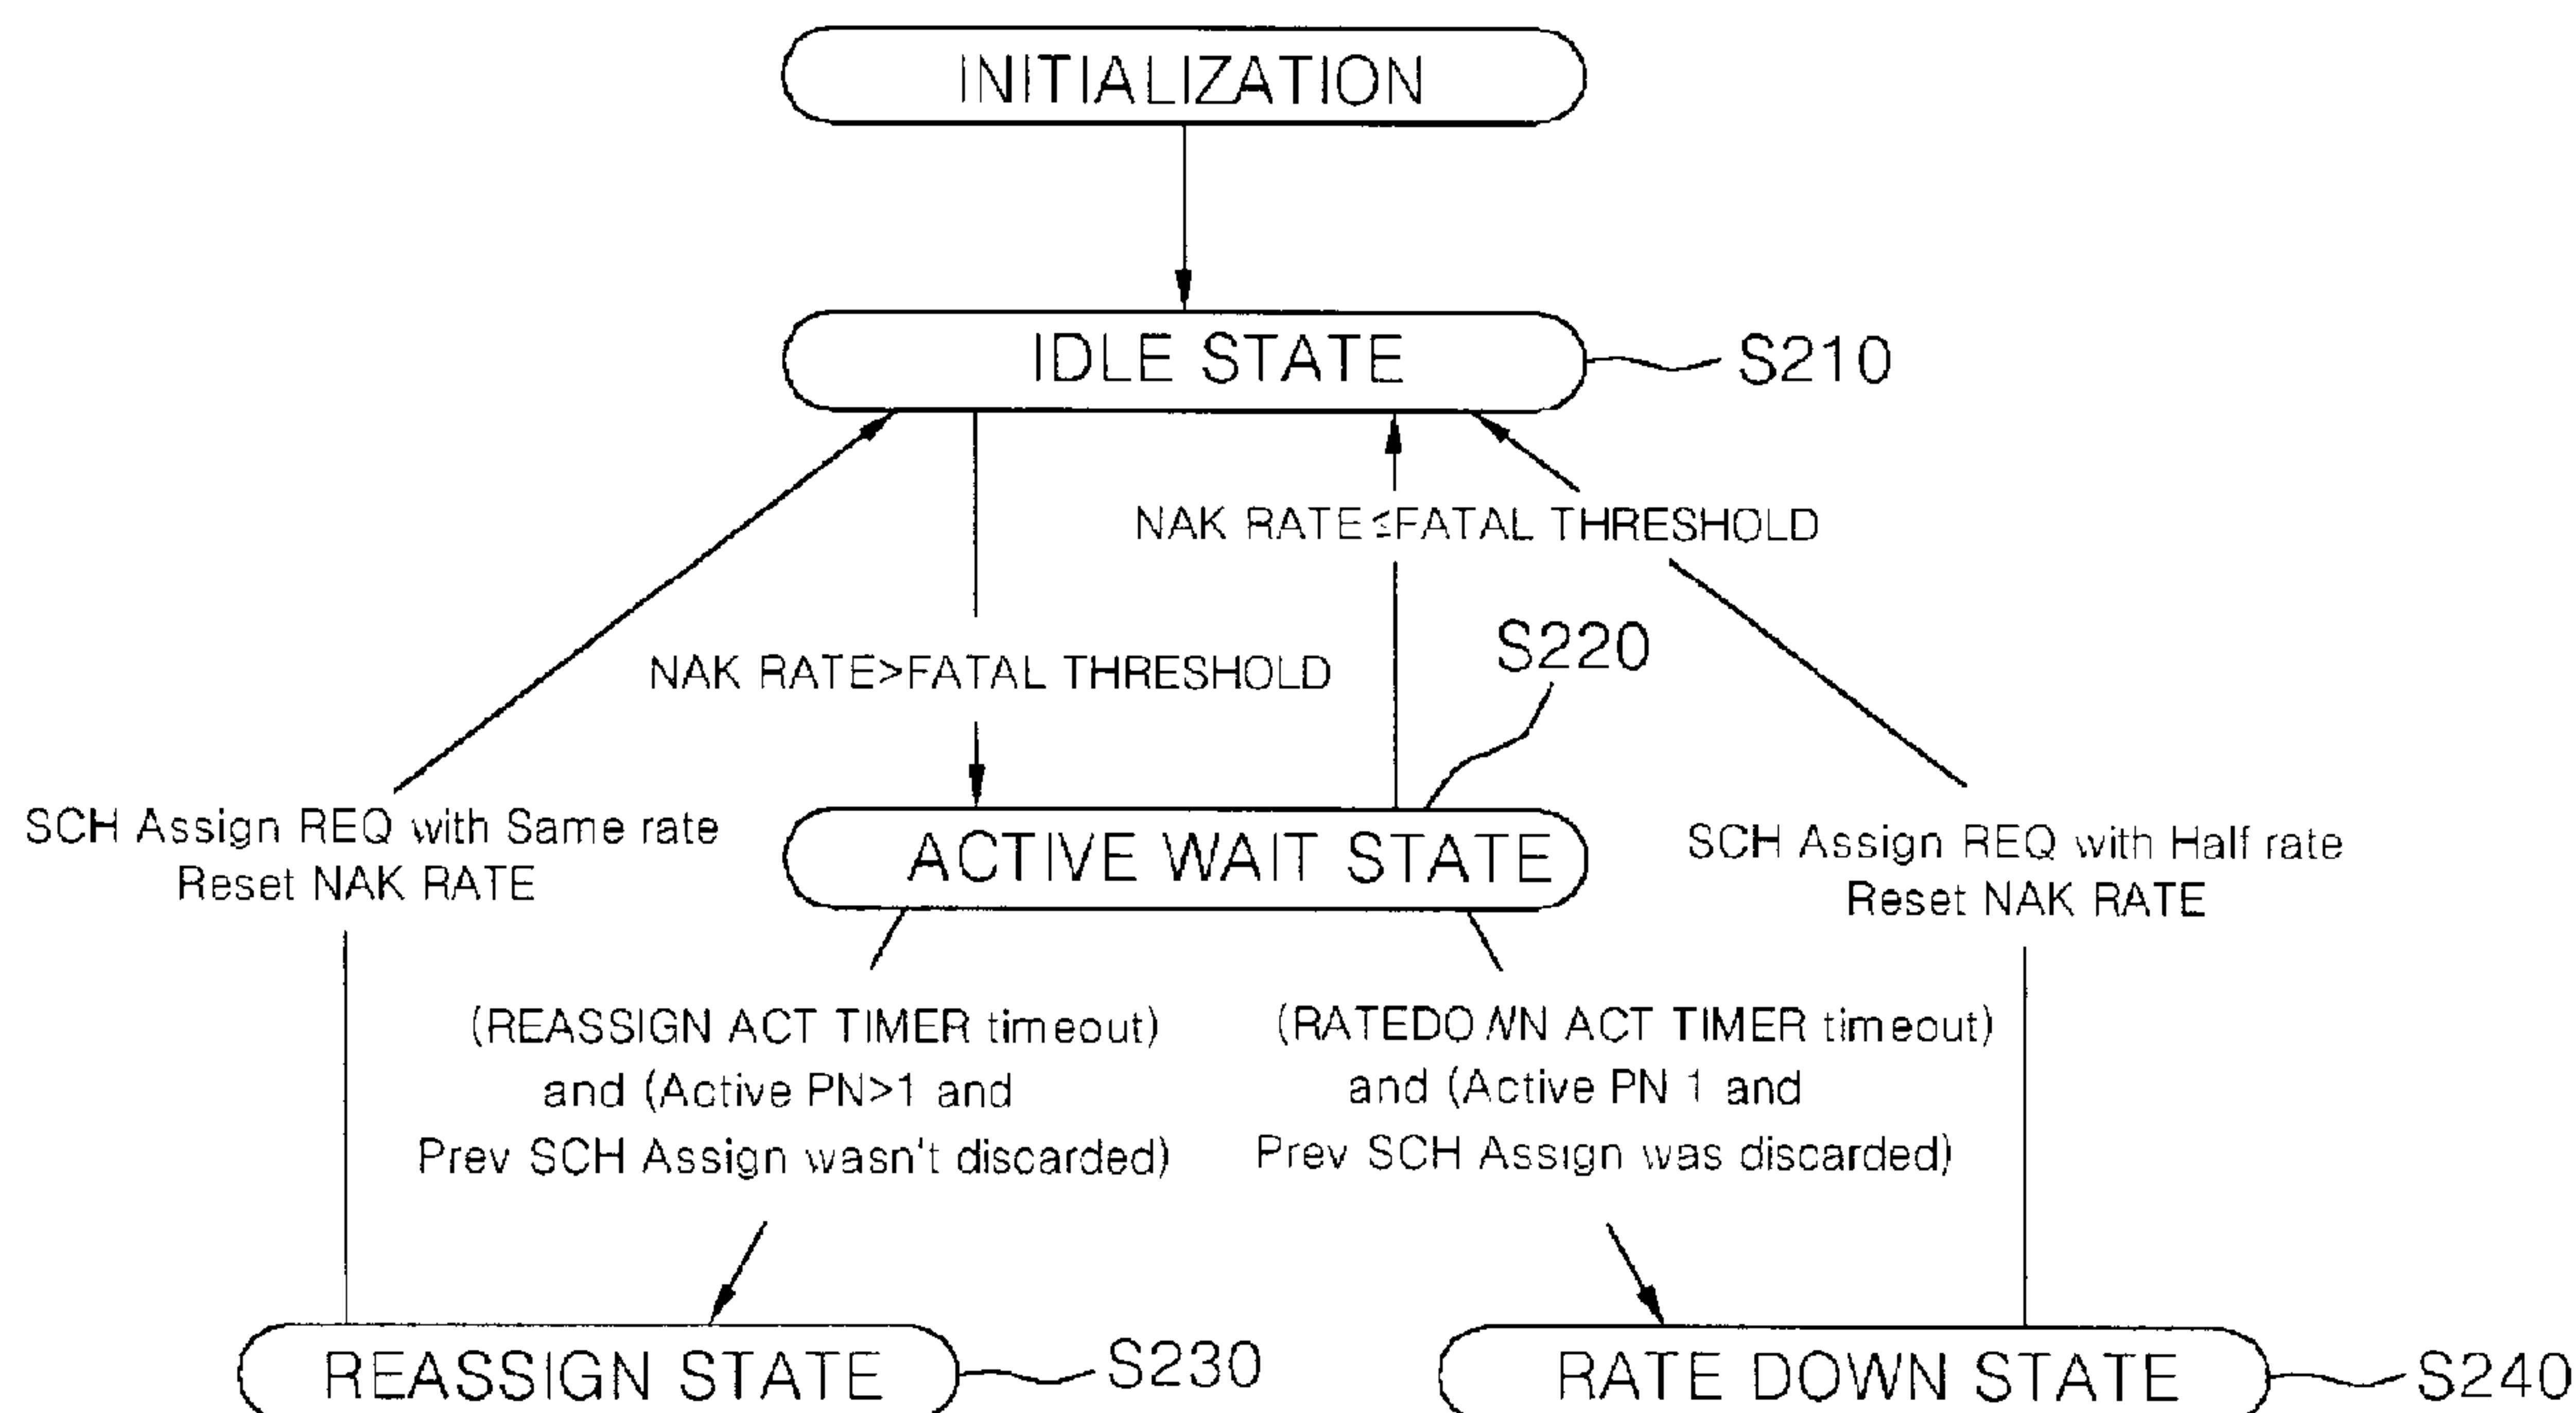 INITIALIZATION
IDLE STATE
S210
NAK RATE≤FATAL THRESHOLD
S220
NAK RATE>FATAL THRESHOLD
ACTIVE WAIT STATE
SCH Assign REQ with Same rate
Reset NAK RATE
SCH Assign REQ with Half rate
Reset NAK RATE
(REASSIGN ACT TIMER timeout)
and (Active PN>1 and
Prev SCH Assign wasn't discarded)
(RATEDOWN ACT TIMER timeout)
and (Active PN 1 and
Prev SCH Assign was discarded)
REASSIGN STATE
S230
RATE DOWN STATE
S240